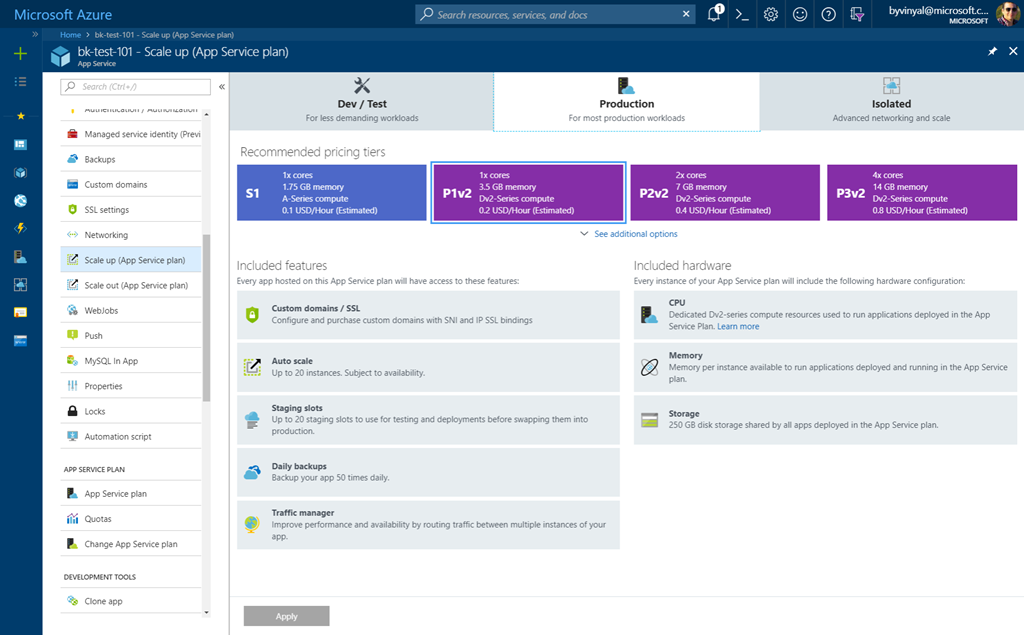 Microsoft Azure
Search resources, services, and docs
1
byvinyal@microsoft.c...
MICROSOFT
Home > bk-test-101 - Scale up (App Service plan)
bk-test-101 - Scale up (App Service plan)
App Service
Search (Ctrl+/)
Authentication / Authorization
Managed service identity (Previ
Backups
Custom domains
SSL settings
Networking
Scale up (App Service plan)
Scale out (App Service plan)
WebJobs
Push
MySQL In App
Properties
Locks
Automation script
APP SERVICE PLAN
App Service plan
Quotas
Change App Service plan
DEVELOPMENT TOOLS
Clone app
Dev / Test
For less demanding workloads
Production
For most production workloads
Isolated
Advanced networking and scale
Recommended pricing tiers
S1
1x cores
1.75 GB memory
A-Series compute
0.1 USD/Hour (Estimated)
P1v2
1x cores
3.5 GB memory
Dv2-Series compute
0.2 USD/Hour (Estimated)
P2v2
2x cores
7 GB memory
Dv2-Series compute
0.4 USD/Hour (Estimated)
P3v2
4x cores
14 GB memory
Dv2-Series compute
0.8 USD/Hour (Estimated)
See additional options
Included features
Every app hosted on this App Service plan will have access to these features:
Custom domains / SSL
Configure and purchase custom domains with SNI and IP SSL bindings
Auto scale
Up to 20 instances. Subject to availability.
Staging slots
Up to 20 staging slots to use for testing and deployments before swapping them into
production.
Daily backups
Backup your app 50 times daily.
Traffic manager
Improve performance and availability by routing traffic between multiple instances of your
app.
Included hardware
Every instance of your App Service plan will include the following hardware configuration:
CPU
Dedicated Dv2-series compute resources used to run applications deployed in the App
Service Plan. Learn more
Memory
Memory per instance available to run applications deployed and running in the App Service
plan.
Storage
250 GB disk storage shared by all apps deployed in the App Service plan.
Apply